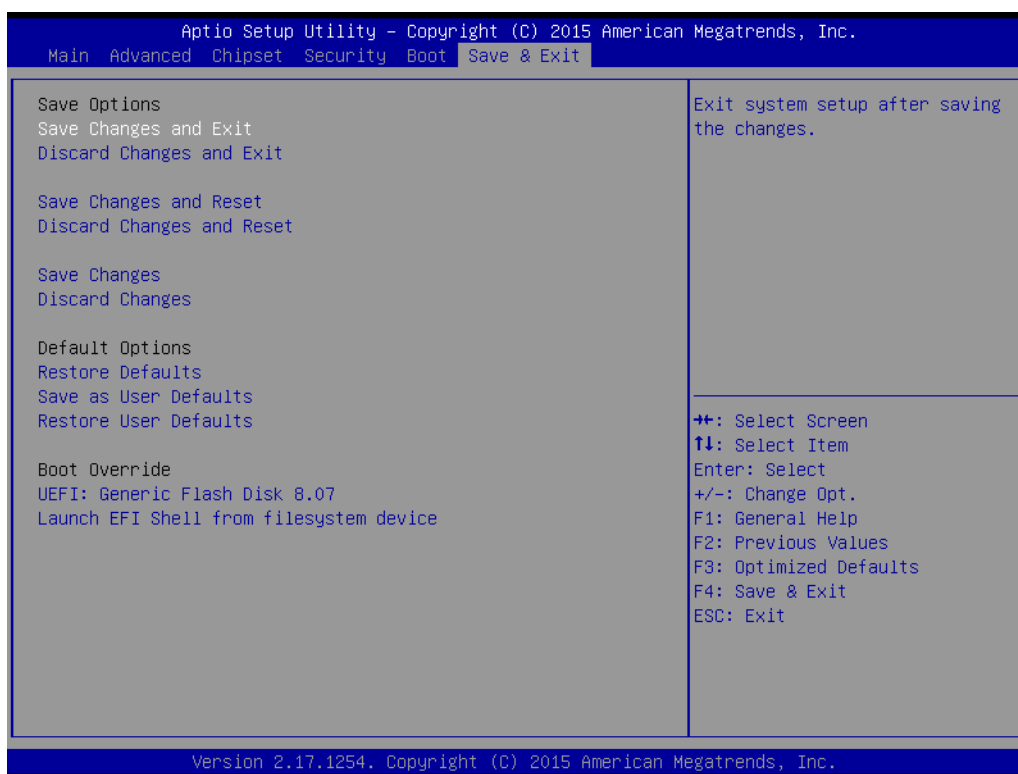 Aptio Setup Utility – Copyright (C) 2015 American Megatrends, Inc.
Main Advanced Chipset Security Boot Save & Exit
Save Options
Save Changes and Exit
Discard Changes and Exit
Save Changes and Reset
Discard Changes and Reset
Save Changes
Discard Changes
Default Options
Restore Defaults
Save as User Defaults
Restore User Defaults
Boot Override
UEFI: Generic Flash Disk 8.07
Launch EFI Shell from filesystem device
Exit system setup after saving
the changes.
→←: Select Screen
↑↓: Select Item
Enter: Select
+/-: Change Opt.
F1: General Help
F2: Previous Values
F3: Optimized Defaults
F4: Save & Exit
ESC: Exit
Version 2.17.1254. Copyright (C) 2015 American Megatrends, Inc.